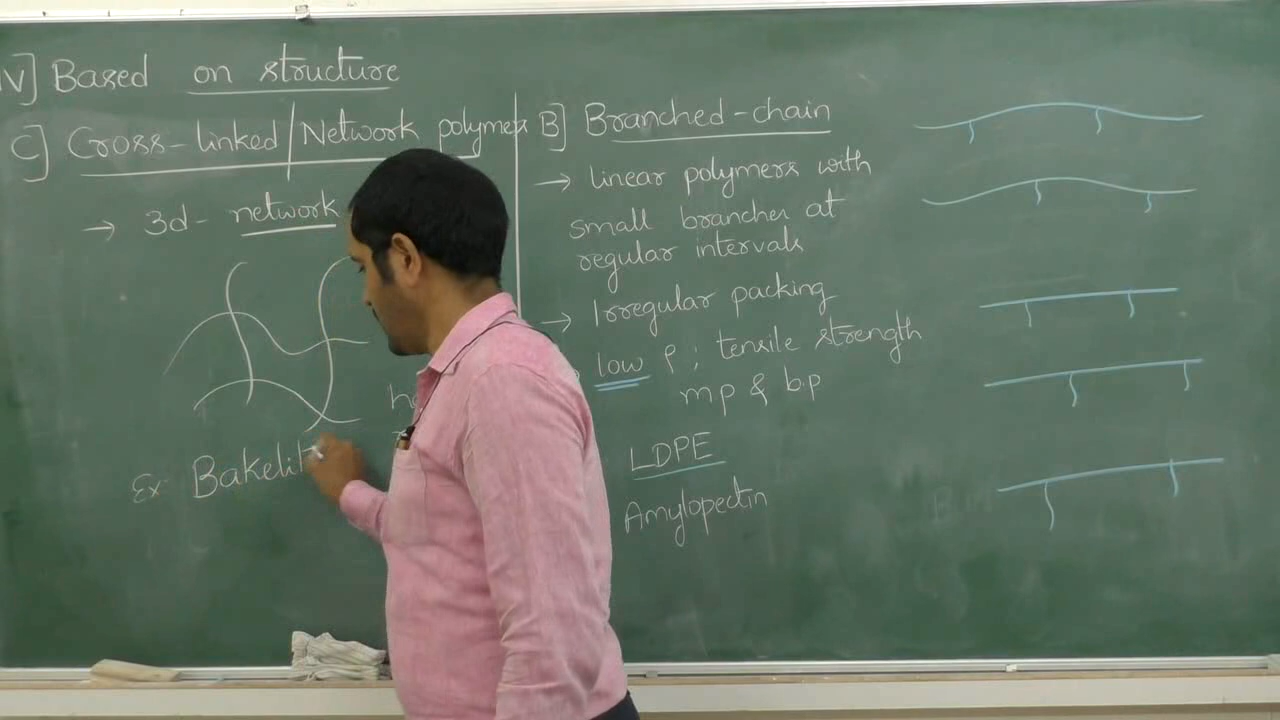 IV] Based on structure
C] Cross-linked/Network polymer
→ 3d- network
Ex: Bakelit
B] Branched-chain
→ linear polymers with
small branches at
regular intervals
→ Irregular packing
low ρ; tensile strength
mp & b.p
LDPE
Amylopectin